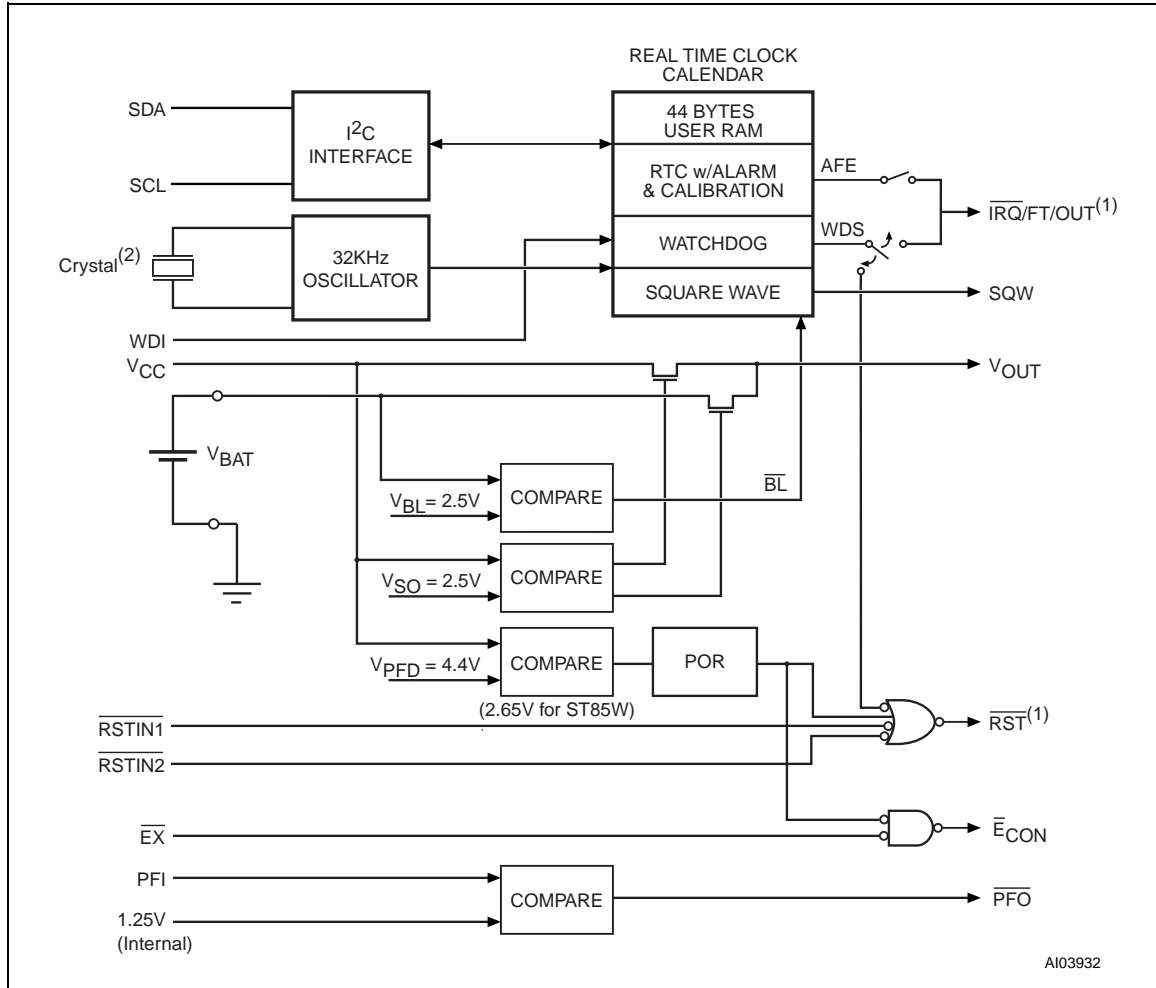 REAL TIME CLOCK
CALENDAR
SDA
SCL
I2C
INTERFACE
44 BYTES
USER RAM
RTC w/ALARM
& CALIBRATION
AFE
IRQ/FT/OUT(1)
WDS
WATCHDOG
Crystal(2)
32KHz
OSCILLATOR
SQUARE WAVE
SQW
WDI
VCC
VOUT
VBAT
VBL= 2.5V
COMPARE
BL
VSO = 2.5V
COMPARE
VPFD = 4.4V
COMPARE
POR
(2.65V for ST85W)
RSTIN1
RST(1)
RSTIN2
EX
ECON
PFI
COMPARE
PFO
1.25V
(Internal)
AI03932